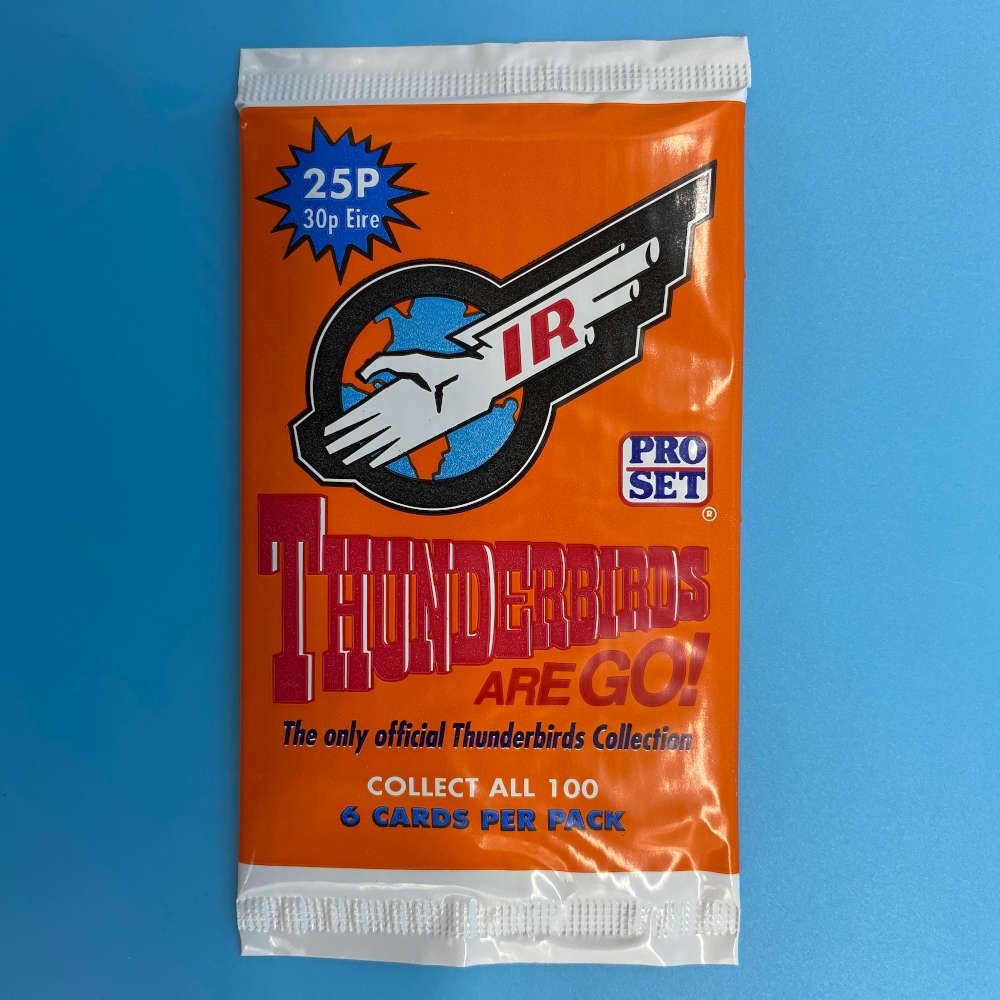 25P
30p Eire
IR
PRO
SET
®
THUNDERBIRDS
ARE GO!
The only official Thunderbirds Collection
COLLECT ALL 100
6 CARDS PER PACK